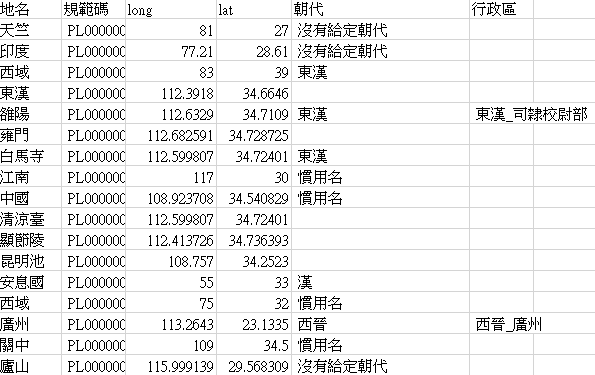 地名 規範碼 long lat 朝代 行政區
天竺 PL000000 81 27 沒有給定朝代
印度 PL000000 77.21 28.61 沒有給定朝代
西域 PL000000 83 39 東漢
東漢 PL000000 112.3918 34.6646
雒陽 PL000000 112.6329 34.7109 東漢 東漢_司隸校尉部
雍門 PL000000 112.682591 34.728725
白馬寺 PL000000 112.599807 34.72401 東漢
江南 PL000000 117 30 慣用名
中國 PL000000 108.923708 34.540829 慣用名
清涼臺 PL000000 112.599807 34.72401
顯節陵 PL000000 112.413726 34.736393
昆明池 PL000000 108.757 34.2523
安息國 PL000000 55 33 漢
西域 PL000000 75 32 慣用名
廣州 PL000000 113.2643 23.1335 西晉 西晉_廣州
關中 PL000000 109 34.5 慣用名
廬山 PL000000 115.999139 29.568309 沒有給定朝代